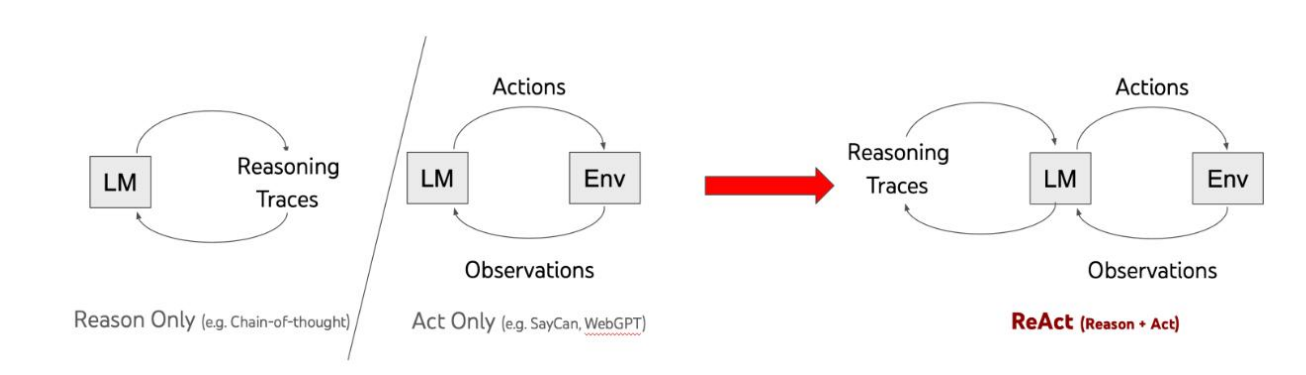 LM
Reasoning
Traces
Reason Only (e.g. Chain-of-thought)
Actions
LM
Env
Observations
Act Only (e.g. SayCan, WebGPT)
Reasoning
Traces
Actions
LM
Env
Observations
ReAct (Reason + Act)